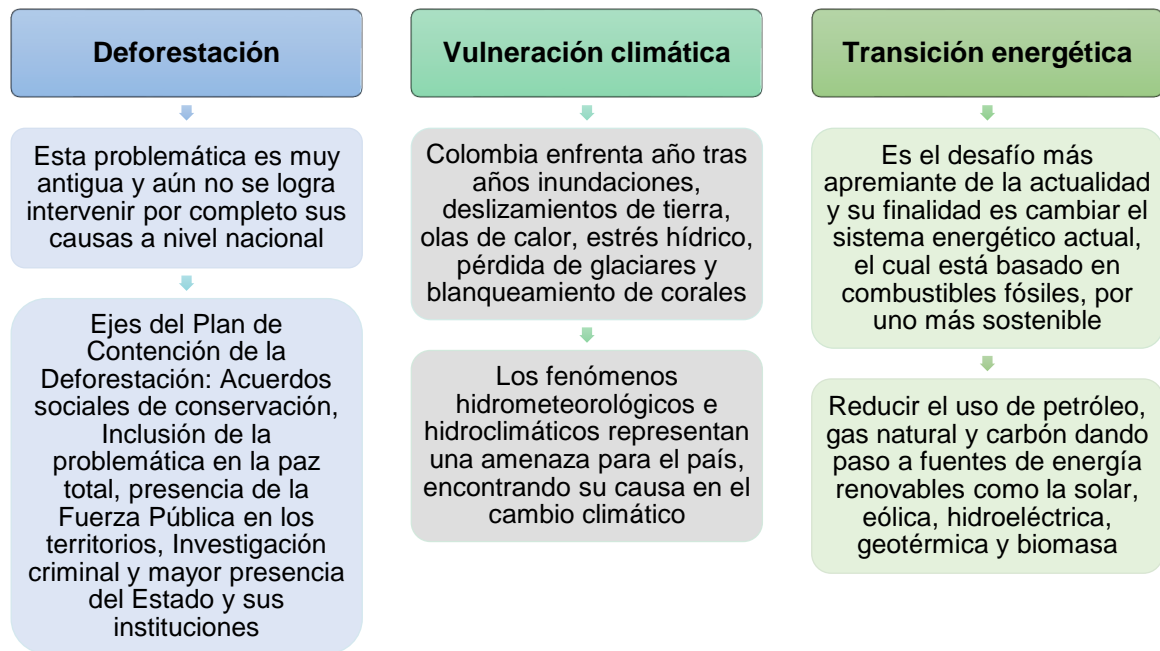 Deforestación
Esta problemática es muy
antigua y aún no se logra
intervenir por completo sus
causas a nivel nacional
Ejes del Plan de
Contención de la
Deforestación: Acuerdos
sociales de conservación,
Inclusión de la
problemática en la paz
total, presencia de la
Fuerza Pública en los
territorios, Investigación
criminal y mayor presencia
del Estado y sus
instituciones
Vulneración climática
Colombia enfrenta año tras
años inundaciones,
deslizamientos de tierra,
olas de calor, estrés hídrico,
pérdida de glaciares y
blanqueamiento de corales
Los fenómenos
hidrometeorológicos e
hidroclimáticos representan
una amenaza para el país,
encontrando su causa en el
cambio climático
Transición energética
Es el desafío más
apremiante de la actualidad
y su finalidad es cambiar el
sistema energético actual,
el cual está basado en
combustibles fósiles, por
uno más sostenible
Reducir el uso de petróleo,
gas natural y carbón dando
paso a fuentes de energía
renovables como la solar,
eólica, hidroeléctrica,
geotérmica y biomasa